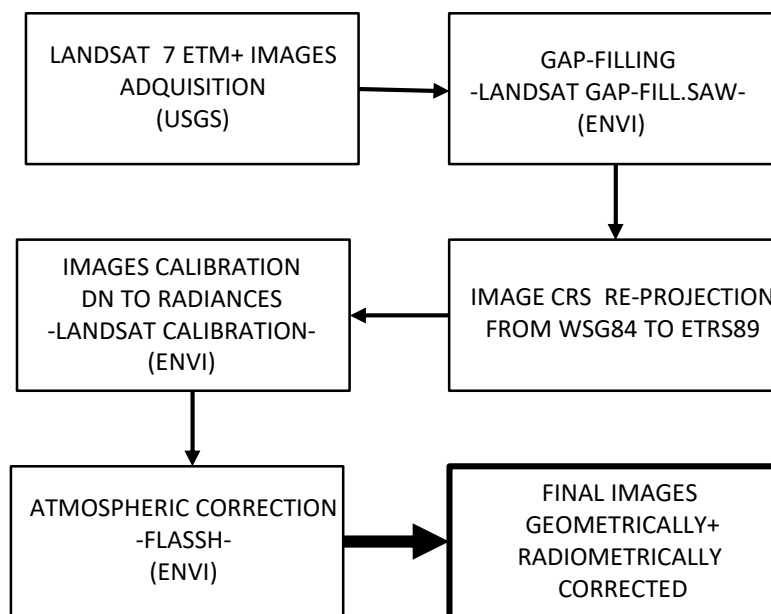 LANDSAT 7 ETM+ IMAGES
ADQUISITION
(USGS)
GAP-FILLING
-LANDSAT GAP-FILL.SAW-
(ENVI)
IMAGE CRS RE-PROJECTION
FROM WSG84 TO ETRS89
IMAGES CALIBRATION
DN TO RADIANCES
-LANDSAT CALIBRATION-
(ENVI)
ATMOSPHERIC CORRECTION
-FLASSH-
(ENVI)
FINAL IMAGES
GEOMETRICALLY+
RADIOMETRICALLY
CORRECTED